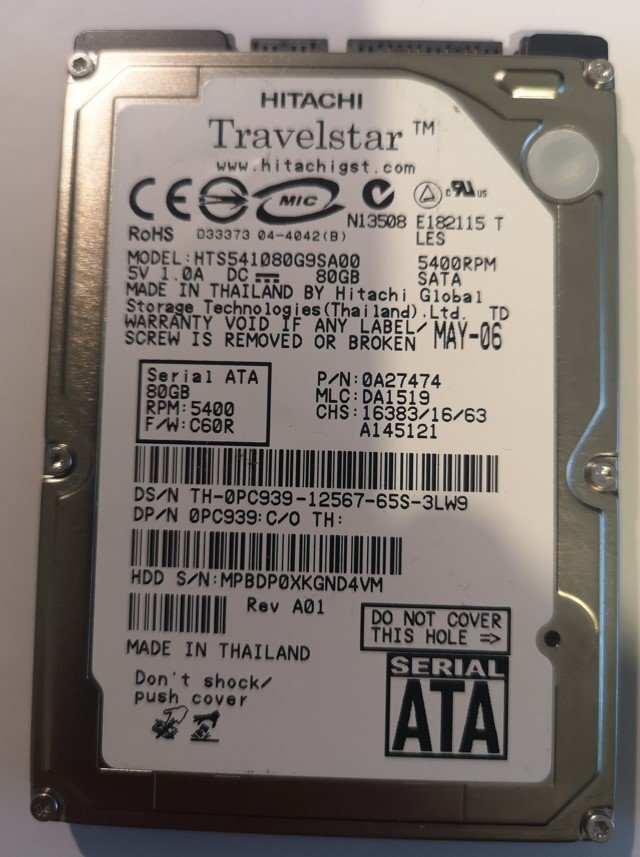 HITACHI
Travelstar™
www.hitachigst.com
CE MIC c UL US
N13508 E182115 T
RoHS D33373 04-4042(B) LES
MODEL:HTS541080G9SA00 5400RPM
5V 1.0A DC 80GB SATA
MADE IN THAILAND BY Hitachi Global
Storage Technologies(Thailand).Ltd. TD
WARRANTY VOID IF ANY LABEL/ MAY-06
SCREW IS REMOVED OR BROKEN
Serial ATA
80GB
RPM:5400
F/W:C60R
P/N:0A27474
MLC:DA1519
CHS:16383/16/63
A145121
DS/N TH-0PC939-12567-65S-3LW9
DP/N 0PC939:C/O TH:
HDD S/N:MPBDP0XKGND4VM
Rev A01
DO NOT COVER
THIS HOLE =>
MADE IN THAILAND
Don't shock/
push cover
SERIAL
ATA